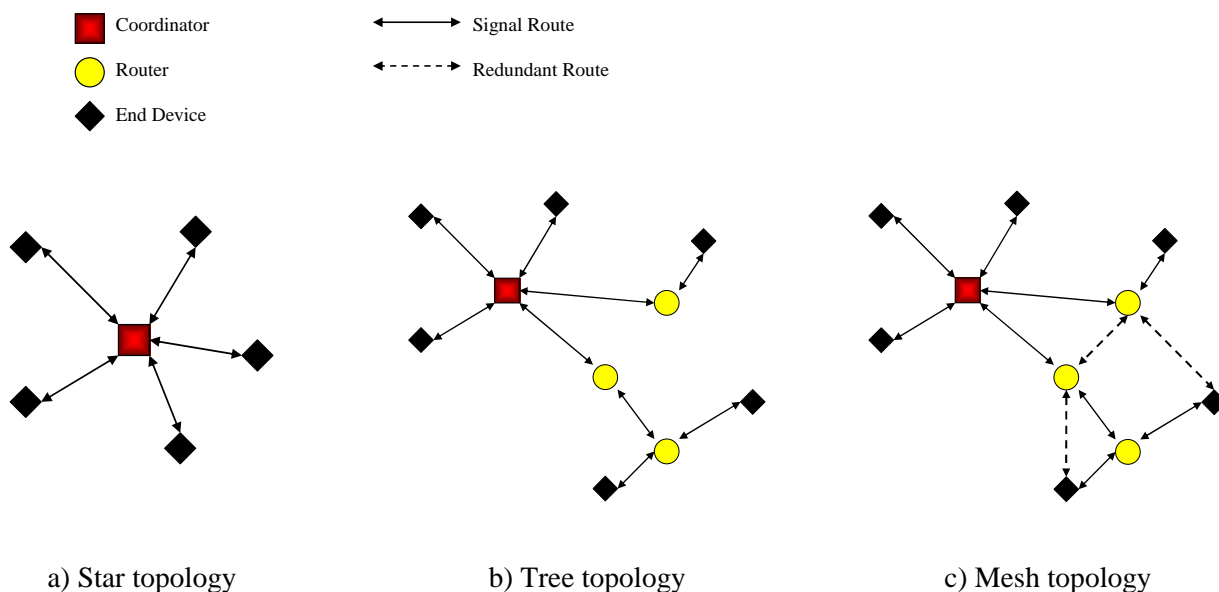 Coordinator
Signal Route
Router
Redundant Route
End Device
a) Star topology
b) Tree topology
c) Mesh topology